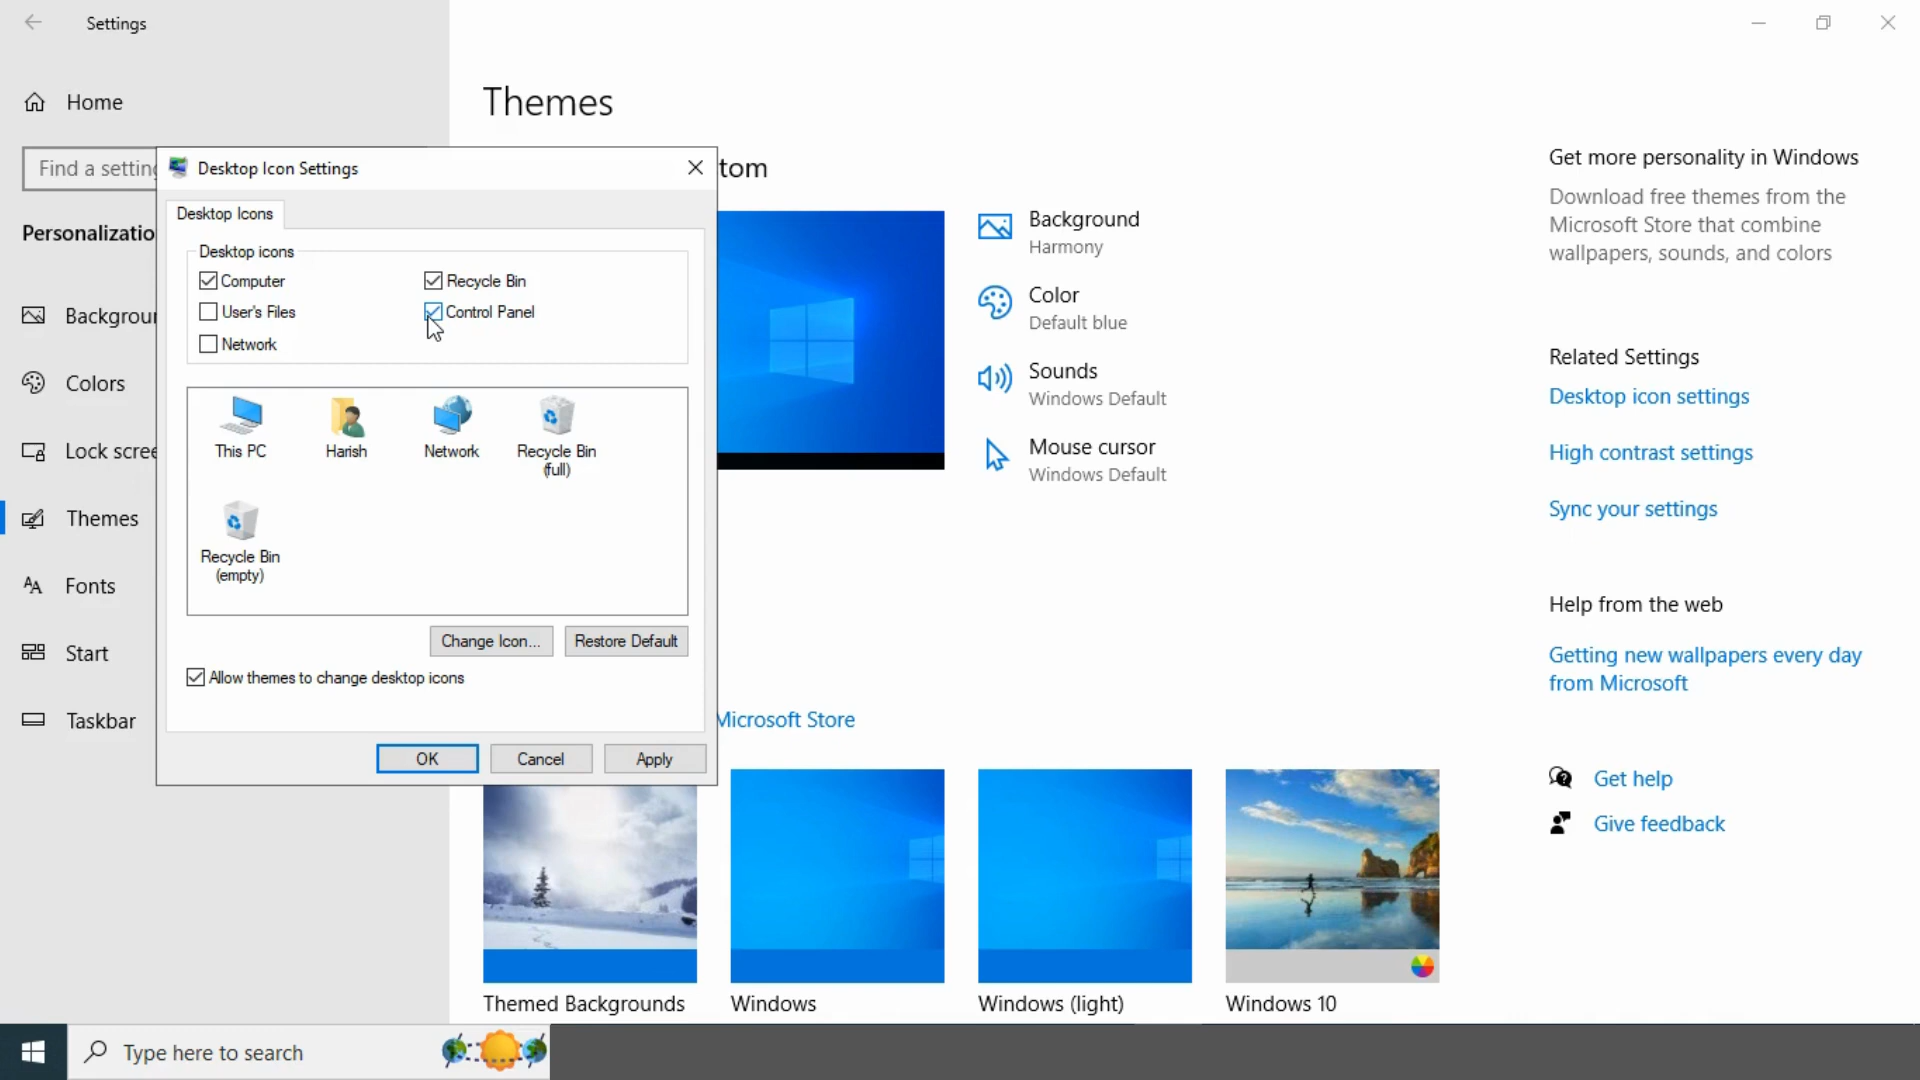 Settings
Home
Find a setting
Personalizatio
Backgroun
Colors
Lock scree
Themes
Fonts
Start
Taskbar
Desktop Icon Settings
Desktop Icons
Desktop icons
Computer
Recycle Bin
User's Files
Control Panel
Network
This PC
Harish
Network
Recycle Bin
(full)
Recycle Bin
(empty)
Change Icon...
Restore Default
Allow themes to change desktop icons
OK
Cancel
Apply
Themes
tom
Background
Harmony
Color
Default blue
Sounds
Windows Default
Mouse cursor
Windows Default
Microsoft Store
Themed Backgrounds
Windows
Windows (light)
Windows 10
Get more personality in Windows
Download free themes from the
Microsoft Store that combine
wallpapers, sounds, and colors
Related Settings
Desktop icon settings
High contrast settings
Sync your settings
Help from the web
Getting new wallpapers every day
from Microsoft
Get help
Give feedback
Type here to search